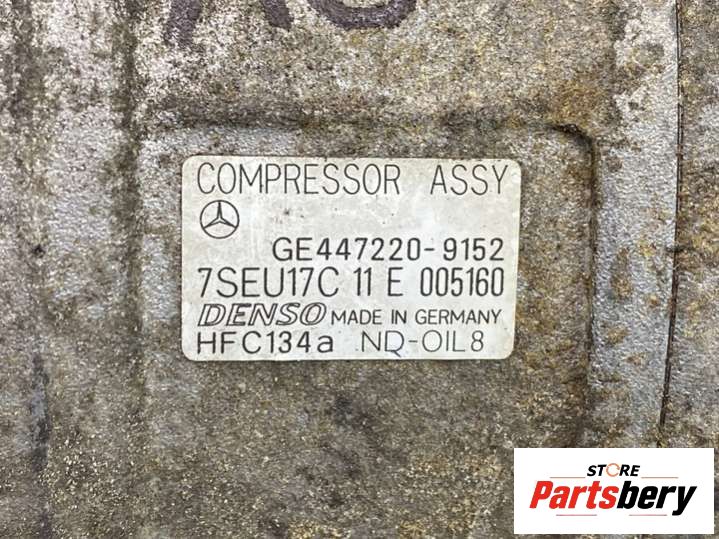 COMPRESSOR ASSY
GE447220-9152
7SEU17C 11 E 005160
DENSO MADE IN GERMANY
HFC134a ND-OIL8
STORE
Partsbery